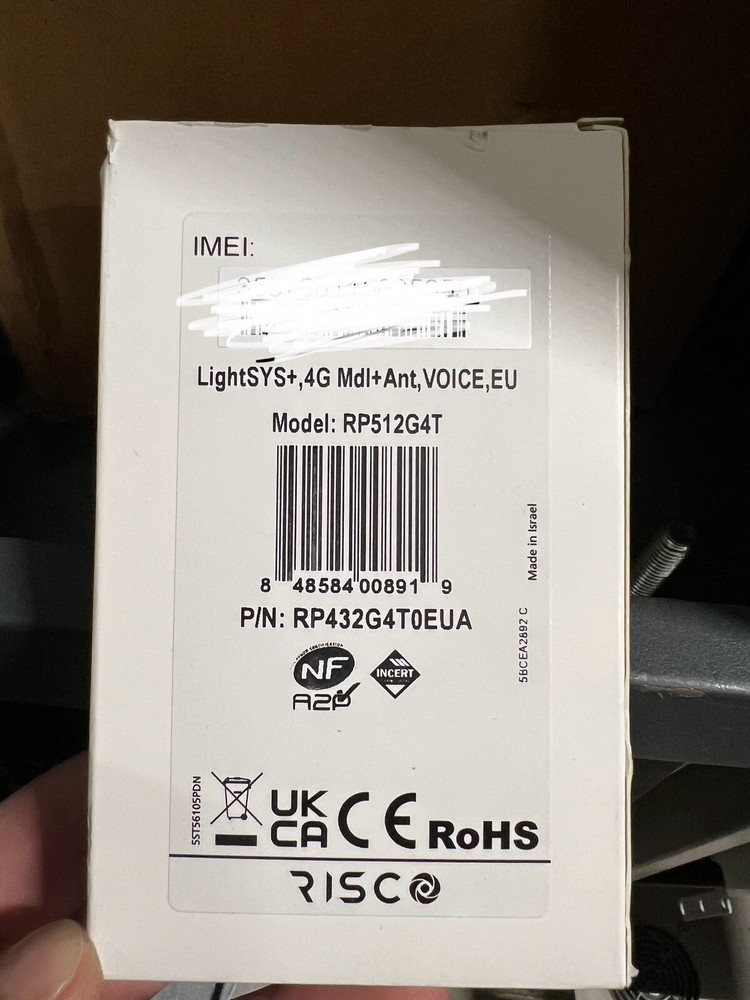 IMEI:
LightSYS+,4G Mdl+Ant,VOICE,EU
Model: RP512G4T
8 48584 00891 9
P/N: RP432G4T0EUA
Made in Israel
5BCEA2892 C
NF
A2P
INCERT
5ST56105PDN
UK
CA CE RoHS
RISCO